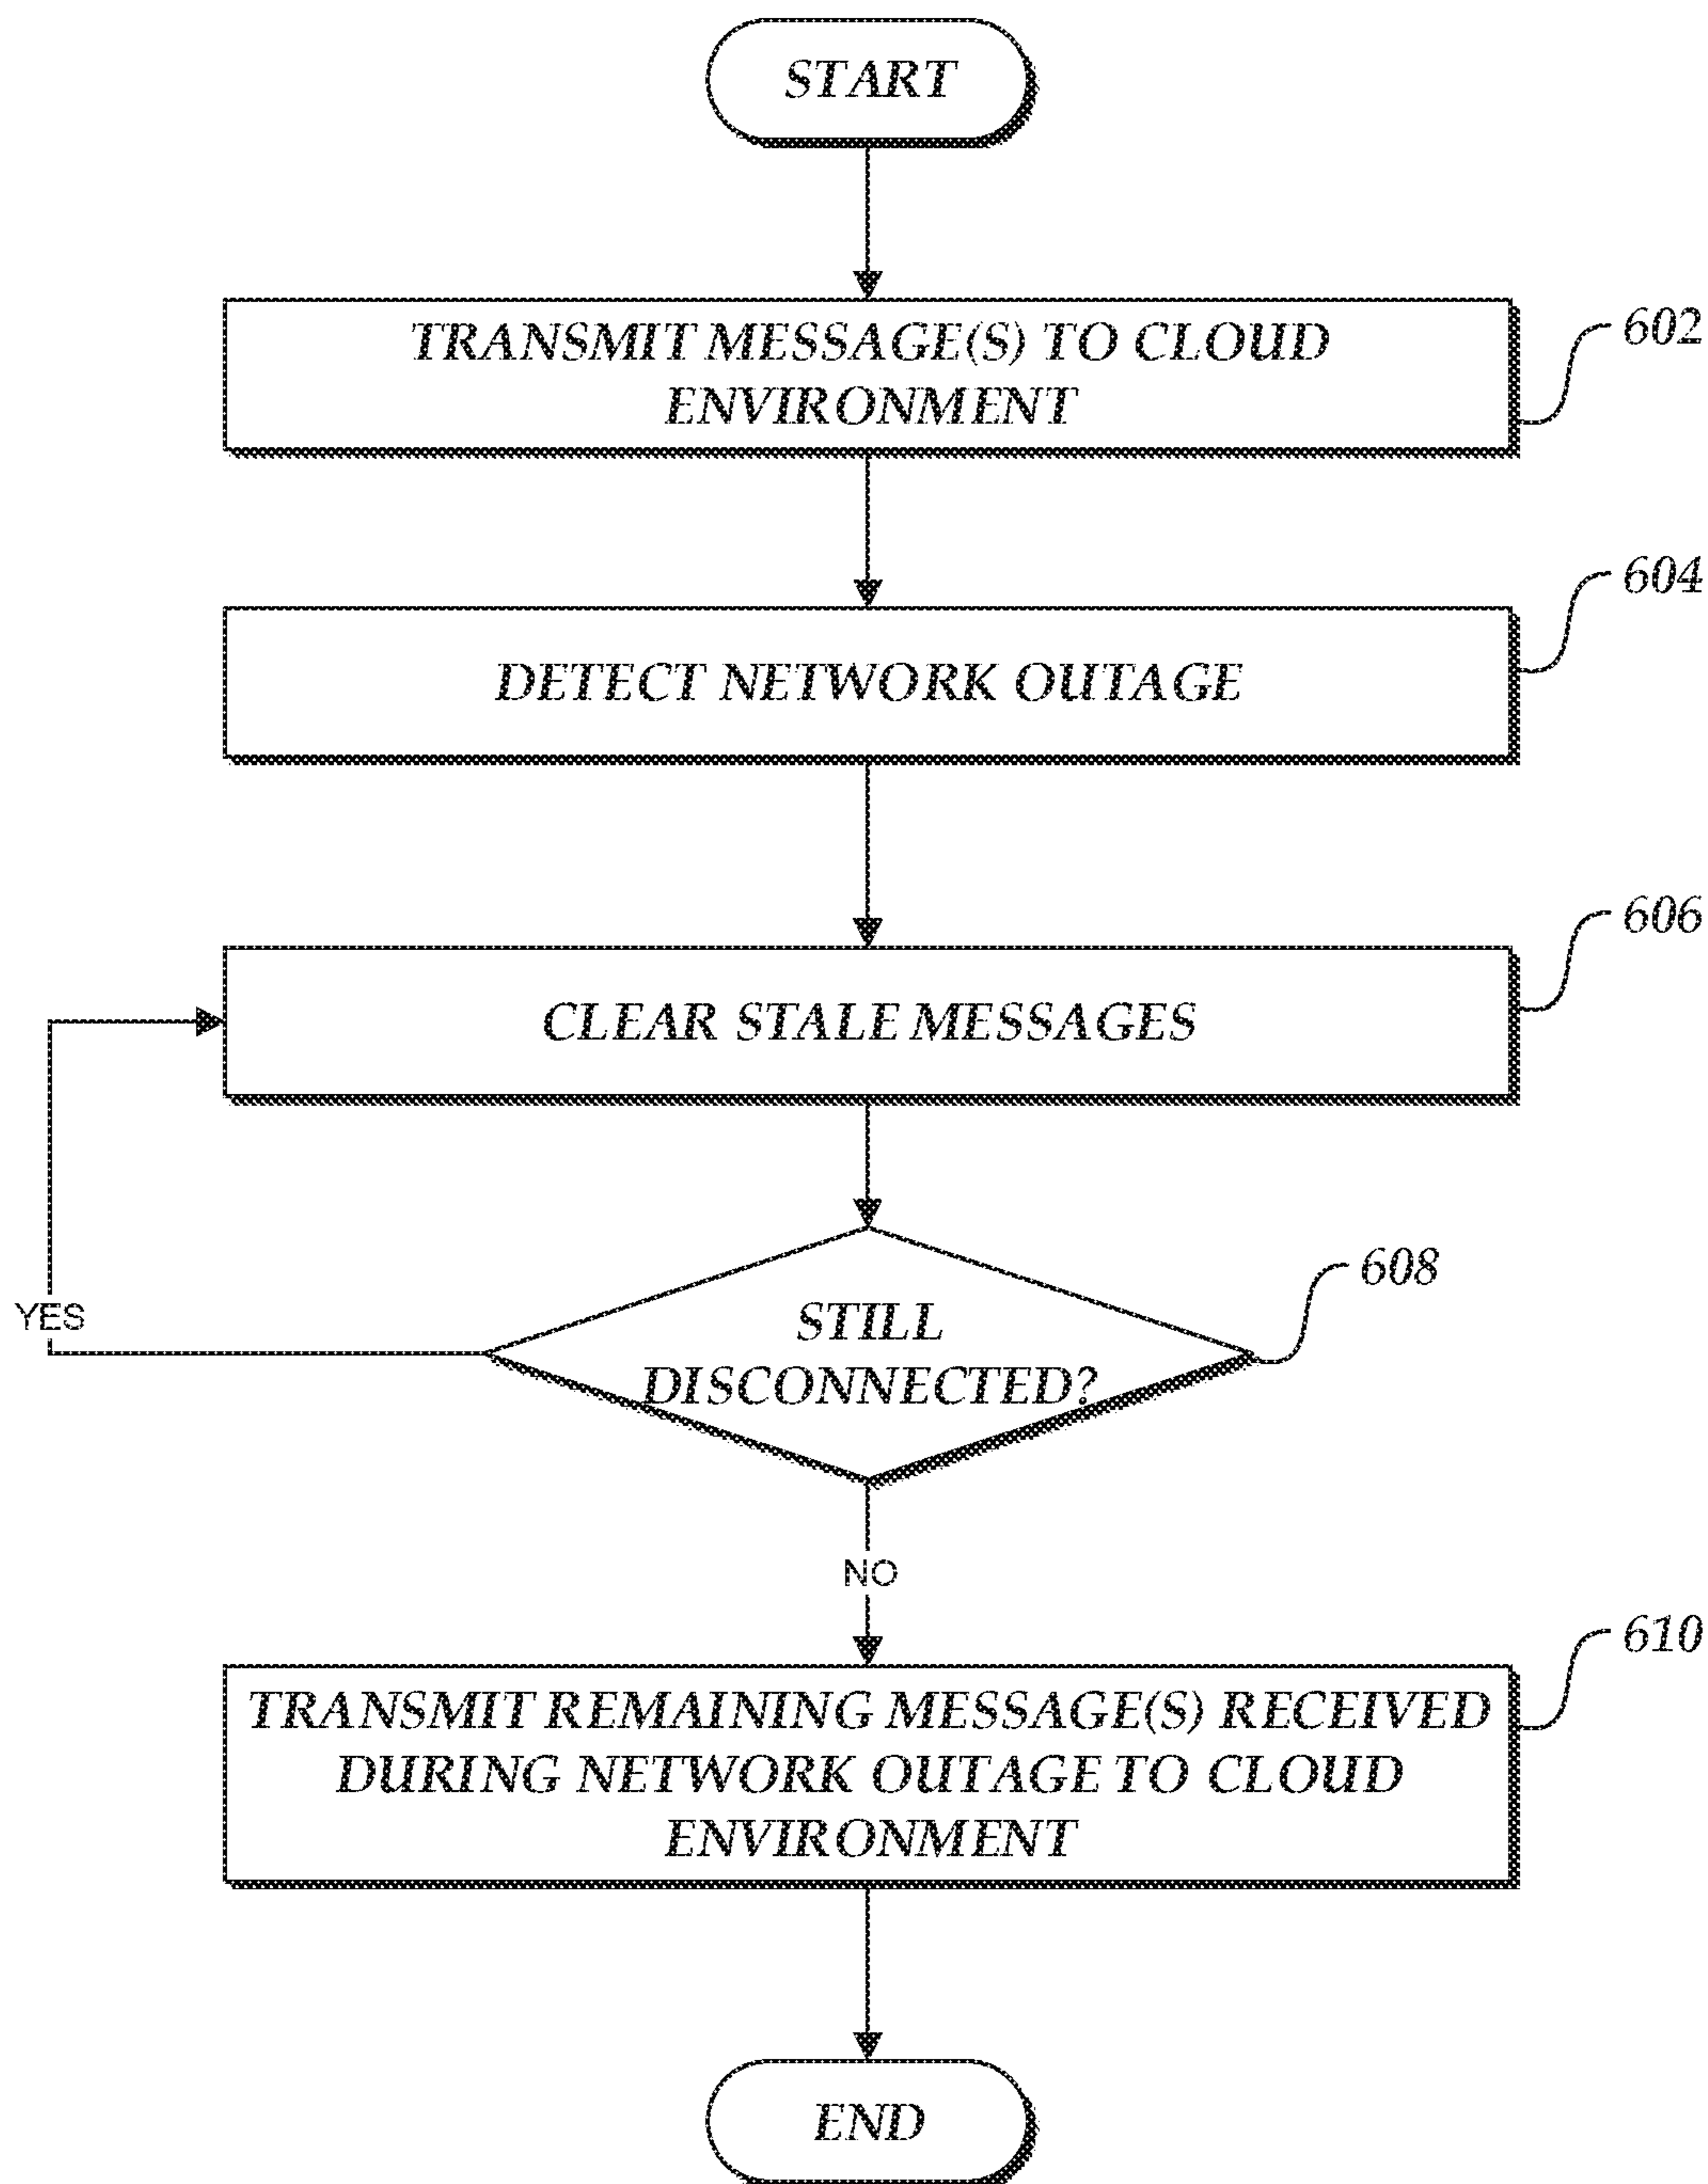 START
TRANSMIT MESSAGE(S) TO CLOUD
ENVIRONMENT
602
DETECT NETWORK OUTAGE
604
CLEAR STALE MESSAGES
606
STILL
DISCONNECTED?
608
YES
NO
TRANSMIT REMAINING MESSAGE(S) RECEIVED
DURING NETWORK OUTAGE TO CLOUD
ENVIRONMENT
610
END